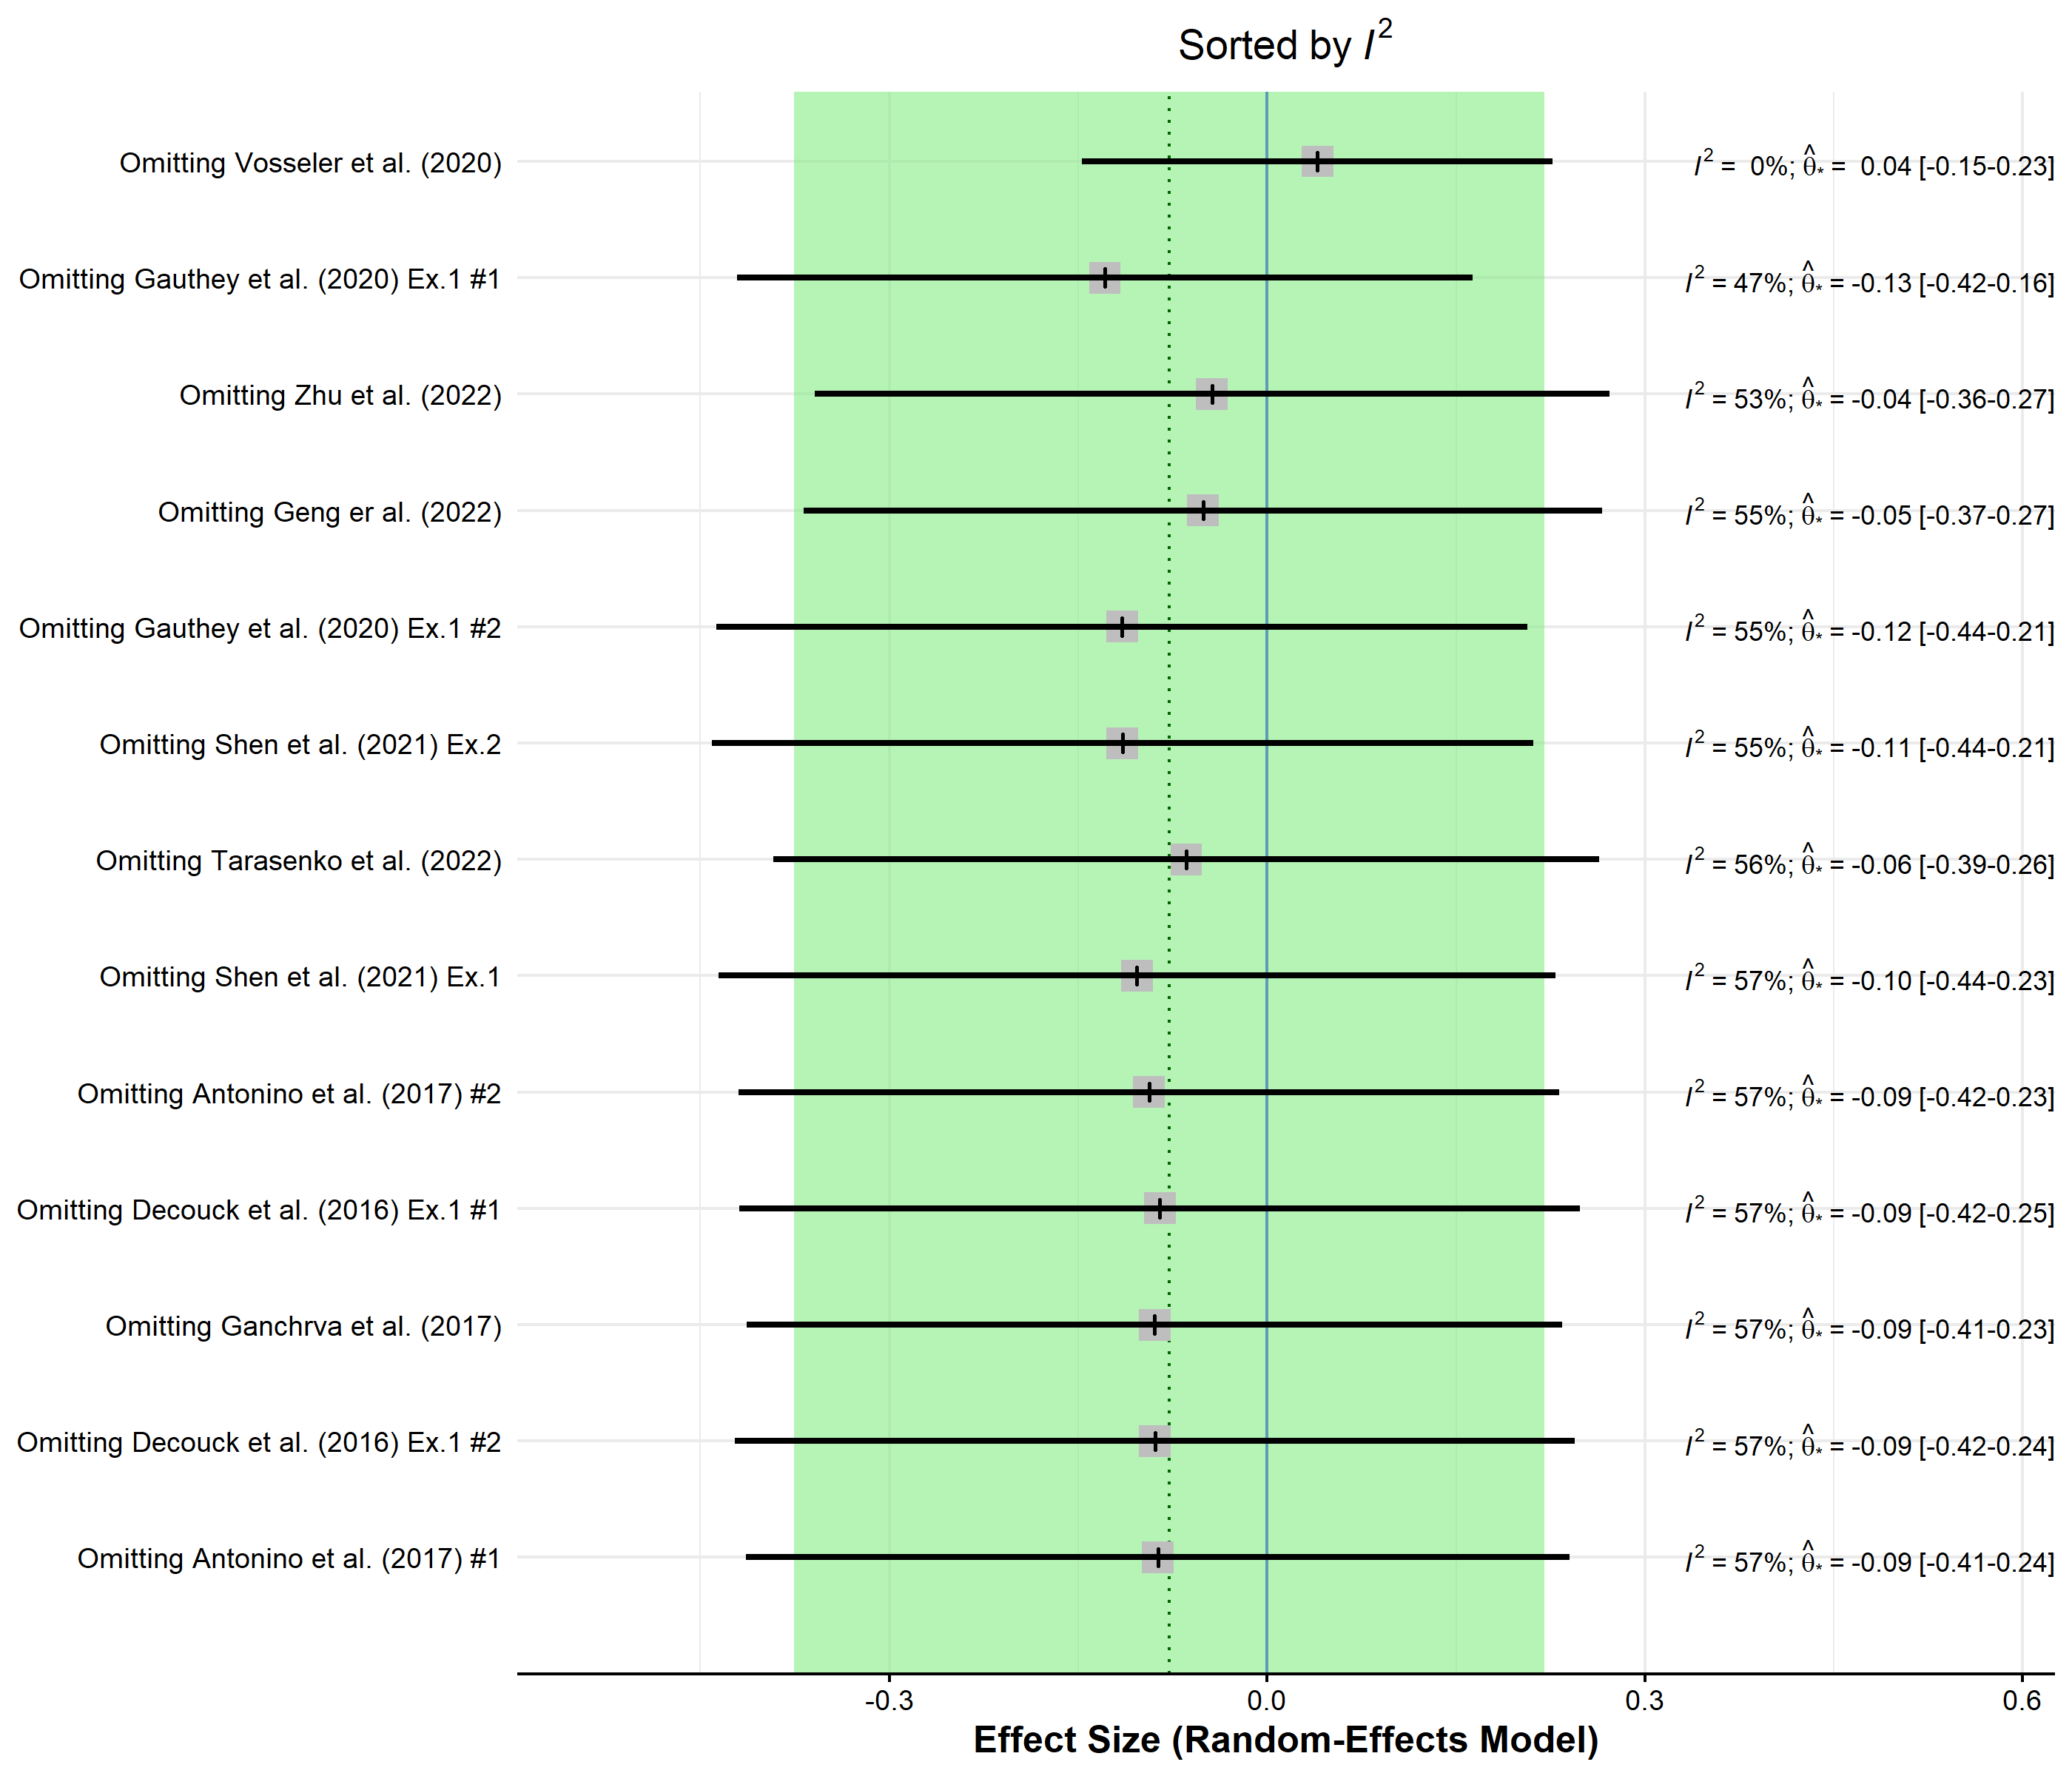 Sorted by I²
Omitting Vosseler et al. (2020) I² = 0%; θ̂* = 0.04 [-0.15-0.23]
Omitting Gauthey et al. (2020) Ex.1 #1 I² = 47%; θ̂* = -0.13 [-0.42-0.16]
Omitting Zhu et al. (2022) I² = 53%; θ̂* = -0.04 [-0.36-0.27]
Omitting Geng er al. (2022) I² = 55%; θ̂* = -0.05 [-0.37-0.27]
Omitting Gauthey et al. (2020) Ex.1 #2 I² = 55%; θ̂* = -0.12 [-0.44-0.21]
Omitting Shen et al. (2021) Ex.2 I² = 55%; θ̂* = -0.11 [-0.44-0.21]
Omitting Tarasenko et al. (2022) I² = 56%; θ̂* = -0.06 [-0.39-0.26]
Omitting Shen et al. (2021) Ex.1 I² = 57%; θ̂* = -0.10 [-0.44-0.23]
Omitting Antonino et al. (2017) #2 I² = 57%; θ̂* = -0.09 [-0.42-0.23]
Omitting Decouck et al. (2016) Ex.1 #1 I² = 57%; θ̂* = -0.09 [-0.42-0.25]
Omitting Ganchrva et al. (2017) I² = 57%; θ̂* = -0.09 [-0.41-0.23]
Omitting Decouck et al. (2016) Ex.1 #2 I² = 57%; θ̂* = -0.09 [-0.42-0.24]
Omitting Antonino et al. (2017) #1 I² = 57%; θ̂* = -0.09 [-0.41-0.24]
-0.3 0.0 0.3 0.6
Effect Size (Random-Effects Model)